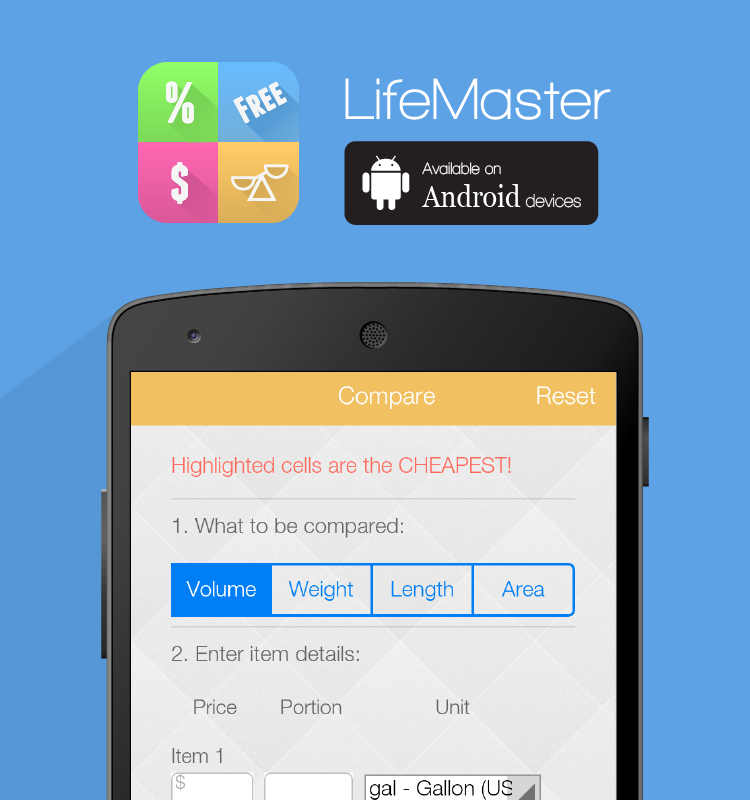 %
FREE
$
LifeMaster
Available on
Android devices
Compare
Reset
Highlighted cells are the CHEAPEST!
1. What to be compared:
Volume
Weight
Length
Area
2. Enter item details:
Price
Portion
Unit
Item 1
$
gal - Gallon (US